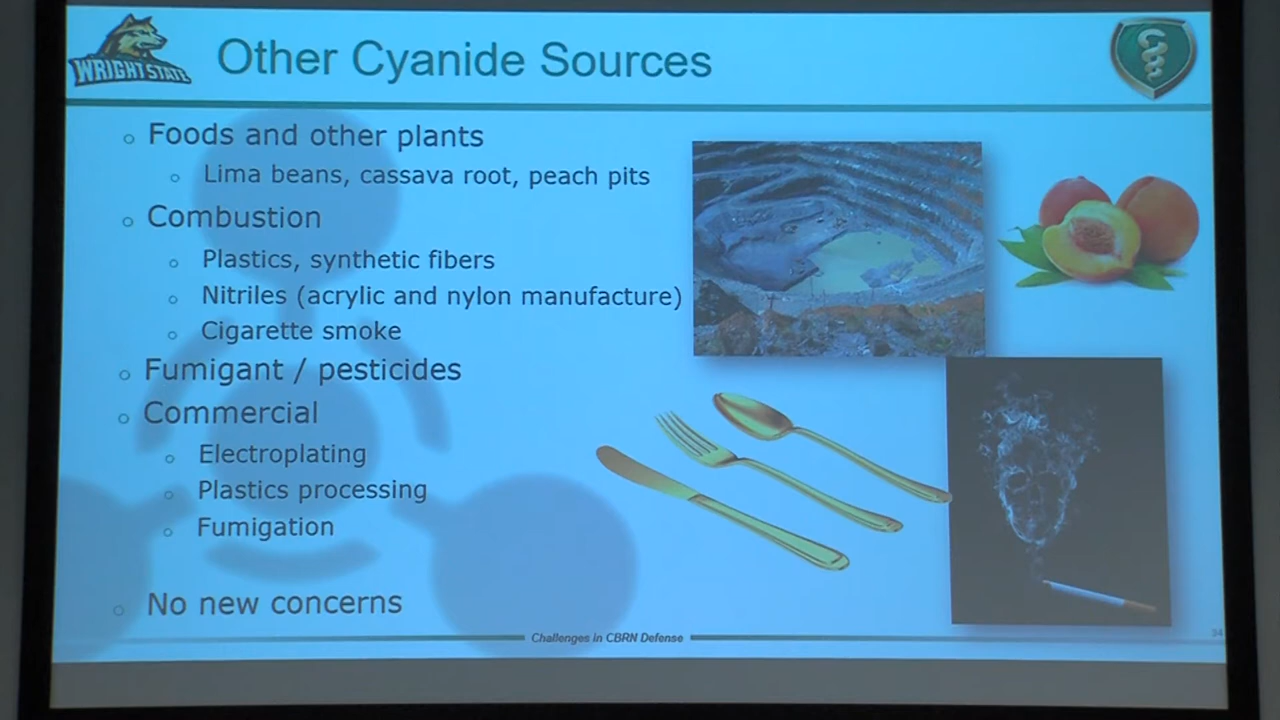 WRIGHT STATE
Other Cyanide Sources
Foods and other plants
Lima beans, cassava root, peach pits
Combustion
Plastics, synthetic fibers
Nitriles (acrylic and nylon manufacture)
Cigarette smoke
Fumigant / pesticides
Commercial
Electroplating
Plastics processing
Fumigation
No new concerns
Challenges in CBRN Defense
34